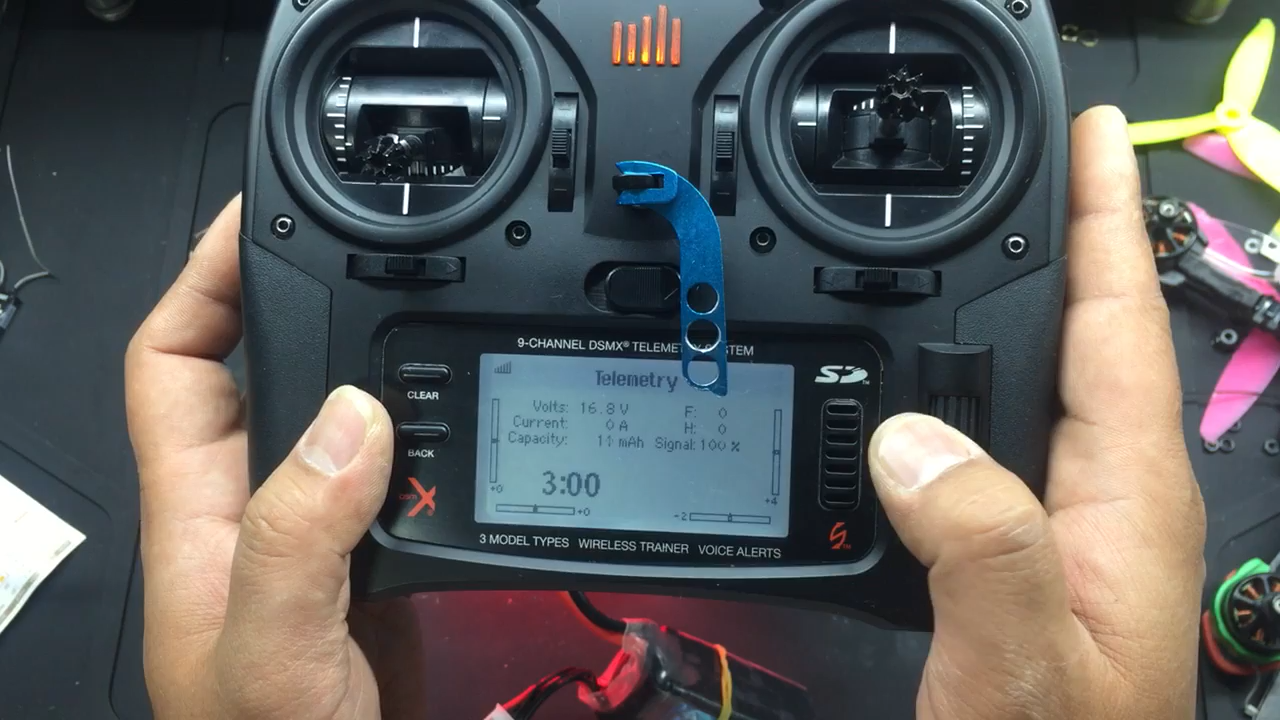 9-CHANNEL DSMX® TELEMETRY SYSTEM
Telemetry
CLEAR
BACK
Volts: 16.8 V F: 0
Current: 0 A H: 0
Capacity: 11 mAh Signal: 100 %
3:00
+0
+0
-2
+4
SD
X
3 MODEL TYPES WIRELESS TRAINER VOICE ALERTS